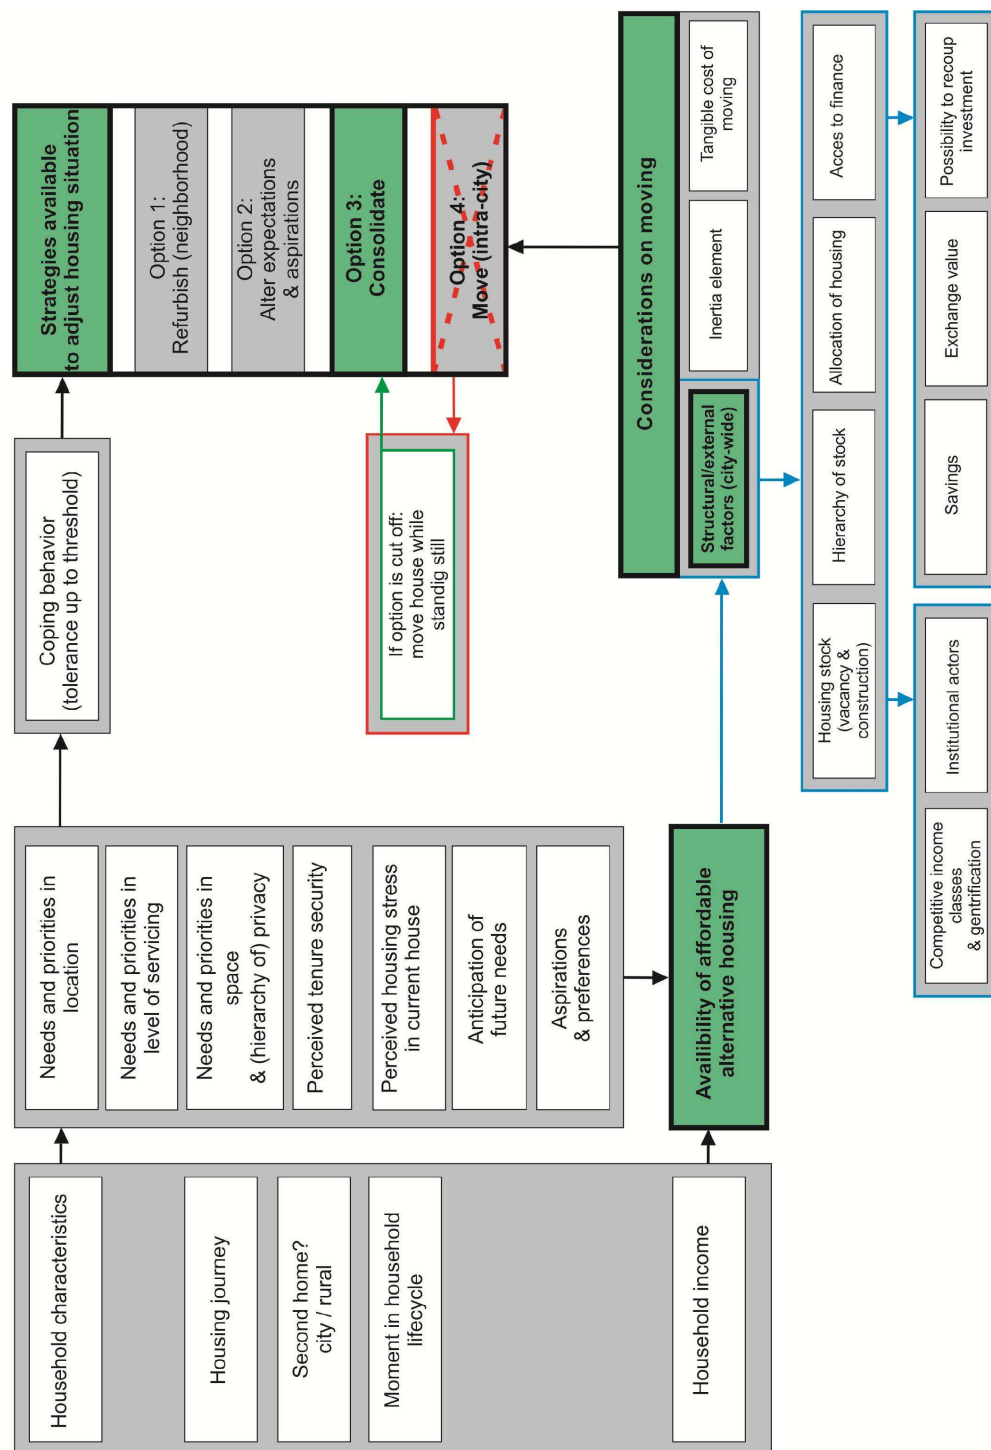 Household characteristics
Housing journey
Second home?
city / rural
Moment in household
lifecycle
Household income
Needs and priorities in
location
Needs and priorities in
level of servicing
Needs and priorities in
space
& (hierarchy of) privacy
Perceived tenure security
Perceived housing stress
in current house
Anticipation of
future needs
Aspirations
& preferences
Availibility of affordable
alternative housing
Coping behavior
(tolerance up to threshold)
If option is cut off:
move house while
standig still
Strategies available
to adjust housing situation
Option 1:
Refurbish (neighborhood)
Option 2:
Alter expectations
& aspirations
Option 3:
Consolidate
Option 4:
Move (intra-city)
Considerations on moving
Structural/external
factors (city-wide)
Inertia element
Tangible cost of
moving
Housing stock
(vacancy &
construction)
Hierarchy of stock
Allocation of housing
Acces to finance
Competitive income
classes
& gentrification
Institutional actors
Savings
Exchange value
Possibility to recoup
investment